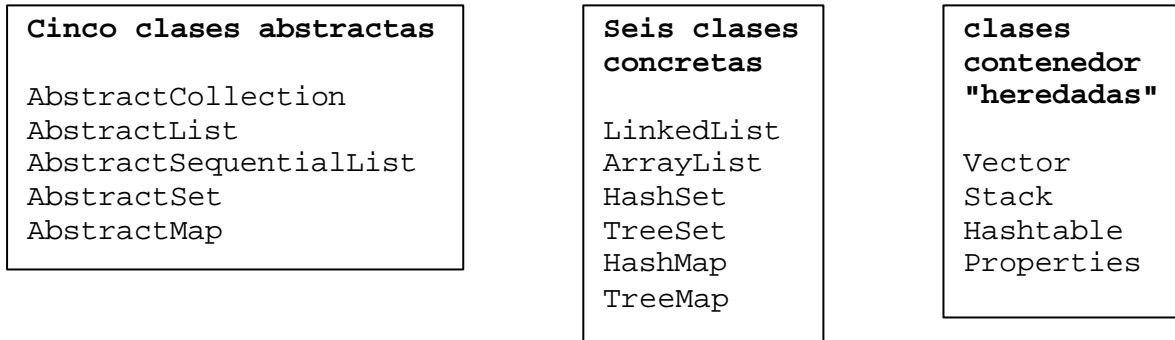 Cinco clases abstractas
AbstractCollection
AbstractList
AbstractSequentialList
AbstractSet
AbstractMap
Seis clases
concretas
LinkedList
ArrayList
HashSet
TreeSet
HashMap
TreeMap
clases
contenedor
"heredadas"
Vector
Stack
Hashtable
Properties